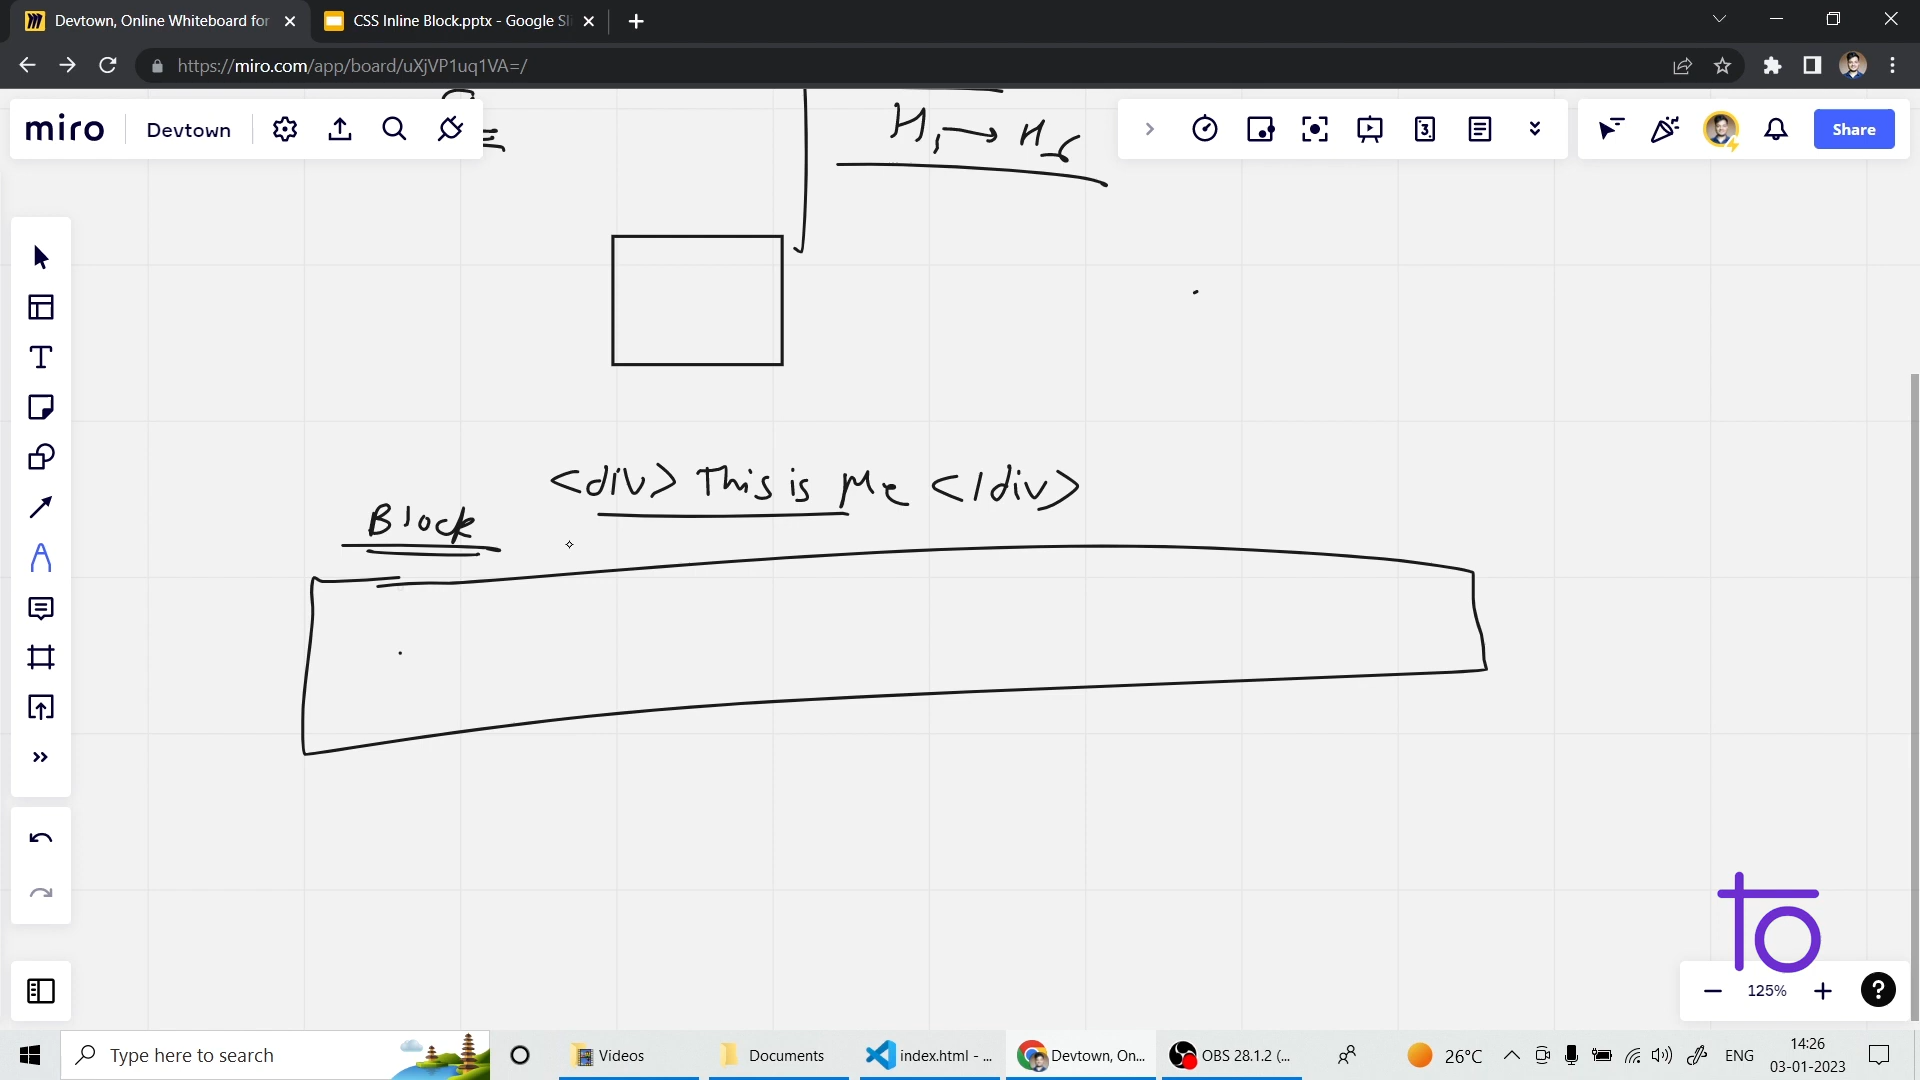 Devtown, Online Whiteboard for
CSS Inline Block.pptx - Google Sl
https://miro.com/app/board/uXjVP1uq1VA=/
miro
Devtown
3
Share
H1 → H6
<div> This is Me </div>
Block
to
125%
?
Type here to search
Videos
Documents
index.html - ...
Devtown, On...
OBS 28.1.2 (...
26°C
ENG
14:26
03-01-2023